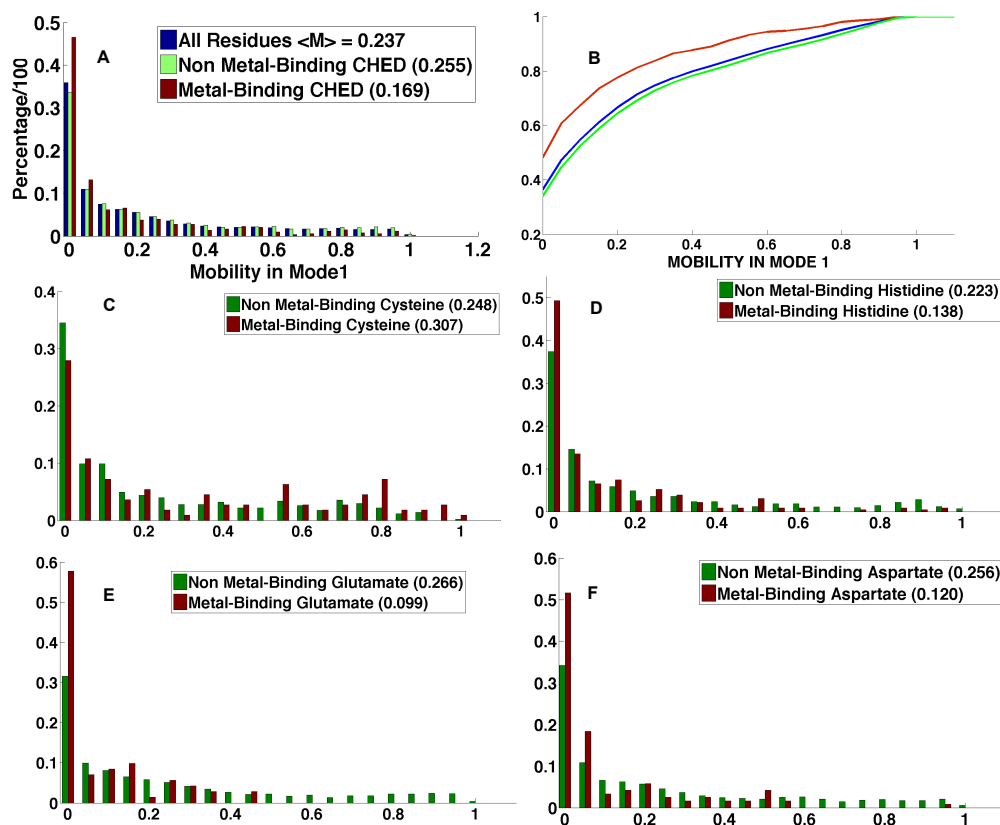 0.5
0.4
0.3
0.2
0.1
0
A
All Residues <M> = 0.237
Non Metal-Binding CHED (0.255)
Metal-Binding CHED (0.169)
Percentage/100
0 0.2 0.4 0.6 0.8 1 1.2
Mobility in Mode1
1
0.8
0.6
0.4
0.2
B
0 0.2 0.4 0.6 0.8 1
MOBILITY IN MODE 1
0.4
0.3
0.2
0.1
0
C
Non Metal-Binding Cysteine (0.248)
Metal-Binding Cysteine (0.307)
0 0.2 0.4 0.6 0.8 1
0.5
0.4
0.3
0.2
0.1
0
D
Non Metal-Binding Histidine (0.223)
Metal-Binding Histidine (0.138)
0 0.2 0.4 0.6 0.8 1
0.6
0.5
0.4
0.3
0.2
0.1
0
E
Non Metal-Binding Glutamate (0.266)
Metal-Binding Glutamate (0.099)
0 0.2 0.4 0.6 0.8 1
0.6
0.5
0.4
0.3
0.2
0.1
0
F
Non Metal-Binding Aspartate (0.256)
Metal-Binding Aspartate (0.120)
0 0.2 0.4 0.6 0.8 1